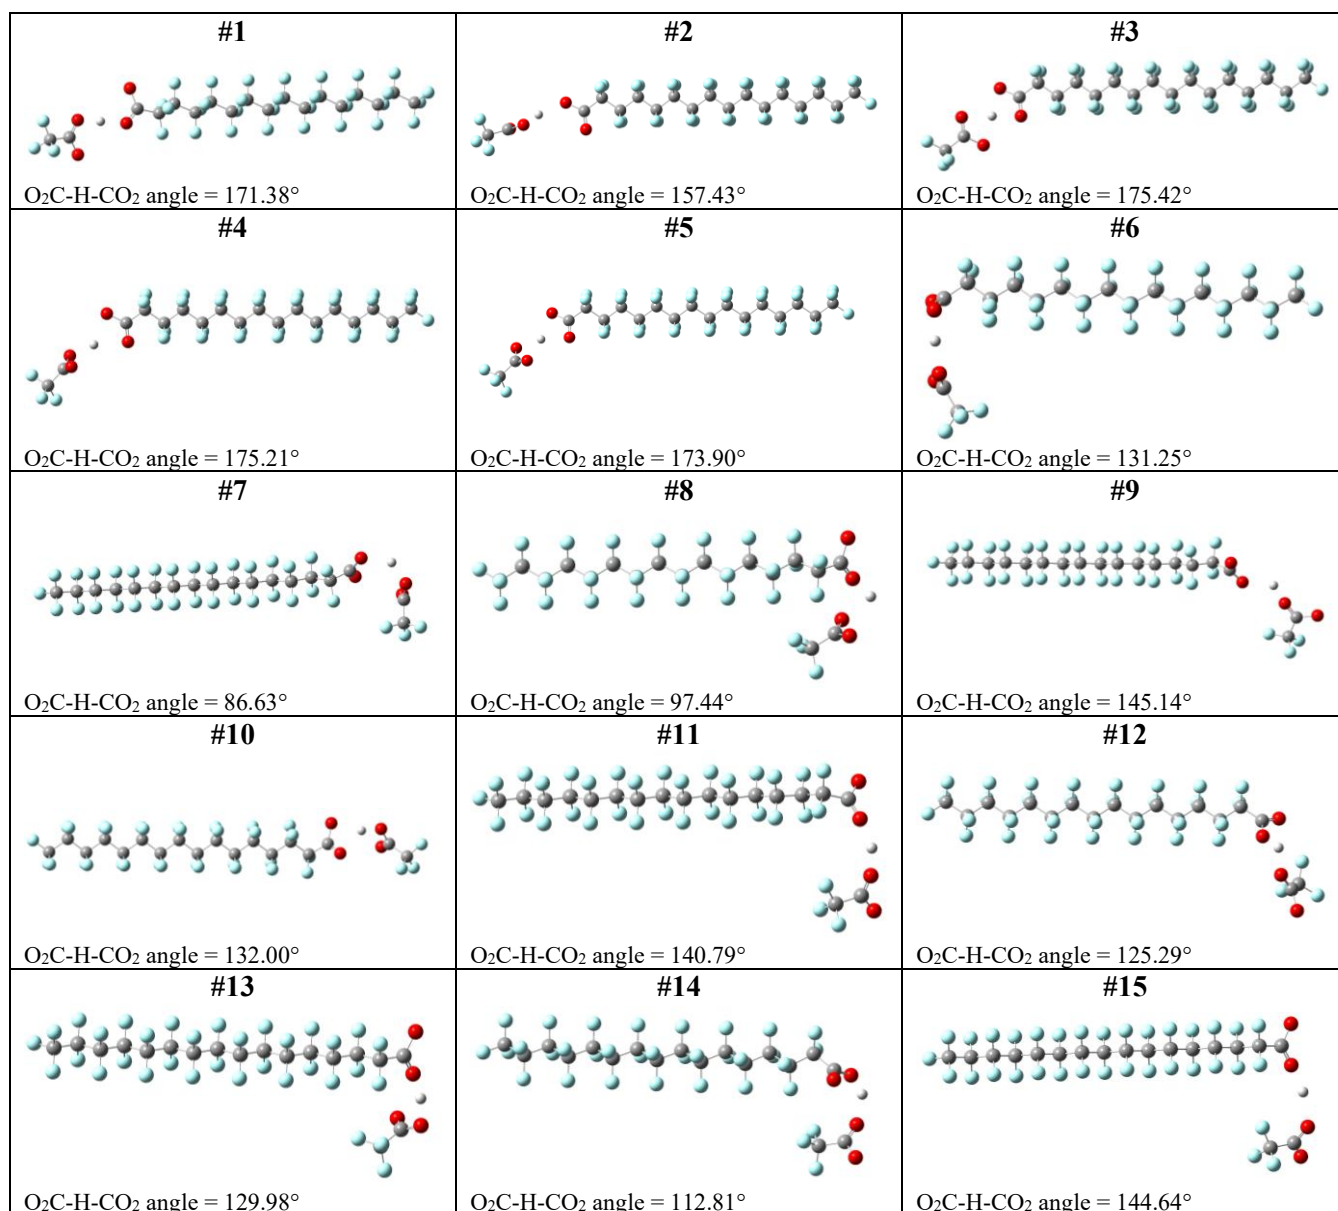 #1
#2
#3
O₂C-H-CO₂ angle = 171.38°
O₂C-H-CO₂ angle = 157.43°
O₂C-H-CO₂ angle = 175.42°
#4
#5
#6
O₂C-H-CO₂ angle = 175.21°
O₂C-H-CO₂ angle = 173.90°
O₂C-H-CO₂ angle = 131.25°
#7
#8
#9
O₂C-H-CO₂ angle = 86.63°
O₂C-H-CO₂ angle = 97.44°
O₂C-H-CO₂ angle = 145.14°
#10
#11
#12
O₂C-H-CO₂ angle = 132.00°
O₂C-H-CO₂ angle = 140.79°
O₂C-H-CO₂ angle = 125.29°
#13
#14
#15
O₂C-H-CO₂ angle = 129.98°
O₂C-H-CO₂ angle = 112.81°
O₂C-H-CO₂ angle = 144.64°